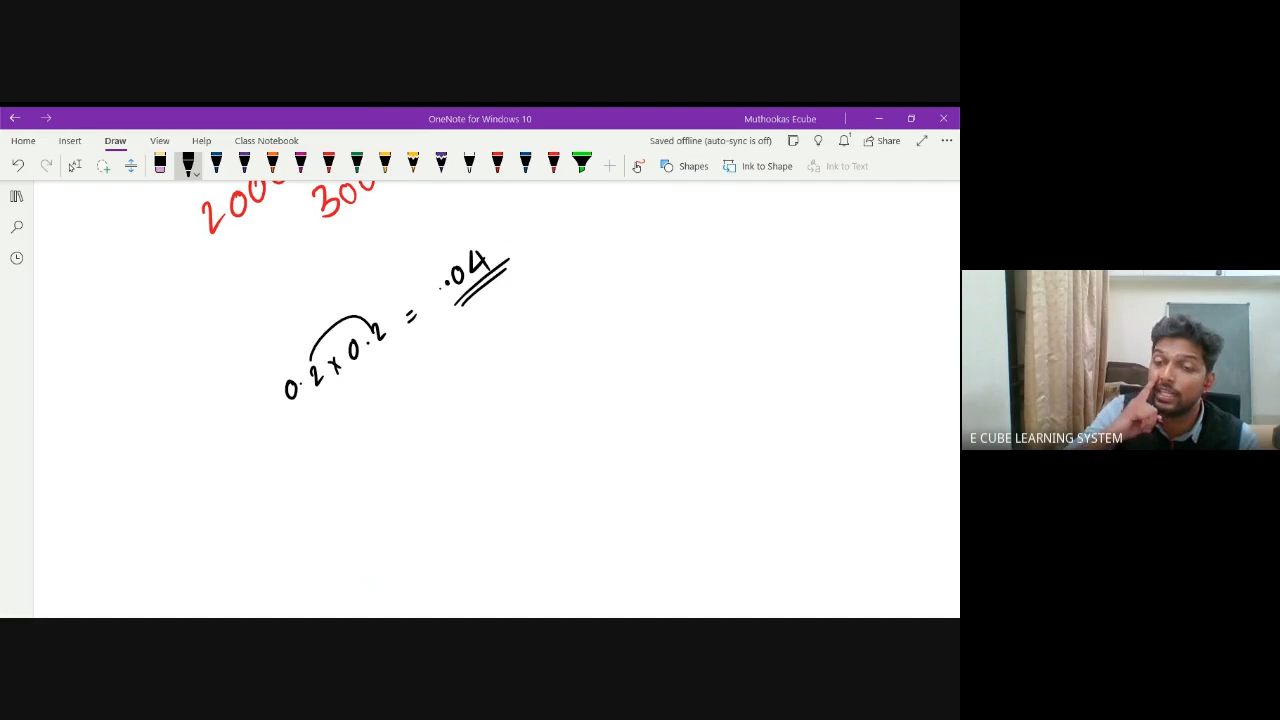 OneNote for Windows 10
Muthookas Ecube
Home Insert Draw View Help Class Notebook
Saved offline (auto-sync is off)
Share
Shapes
Ink to Shape
Ink to Text
0.2 x 0.2 = .04
E CUBE LEARNING SYSTEM